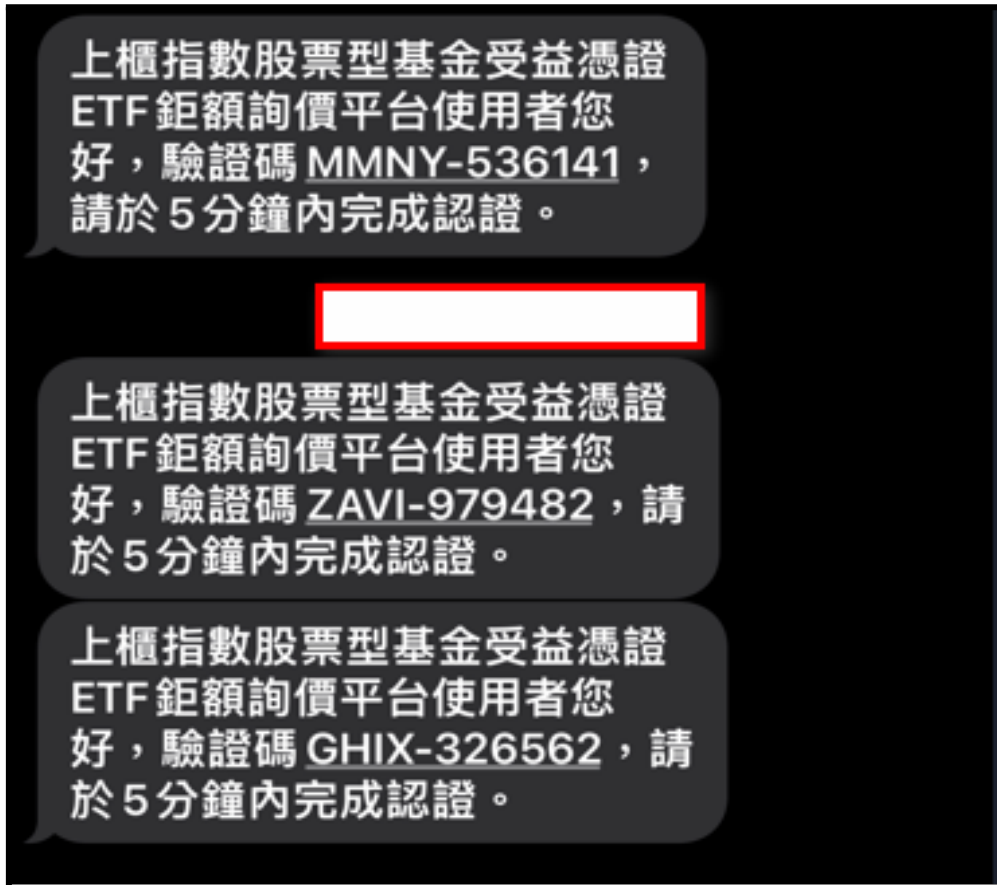 上櫃指數股票型基金受益憑證
ETF鉅額詢價平台使用者您
好，驗證碼 MMNY-536141，
請於5分鐘內完成認證。
上櫃指數股票型基金受益憑證
ETF鉅額詢價平台使用者您
好，驗證碼 ZAVI-979482，請
於5分鐘內完成認證。
上櫃指數股票型基金受益憑證
ETF鉅額詢價平台使用者您
好，驗證碼 GHIX-326562，請
於5分鐘內完成認證。